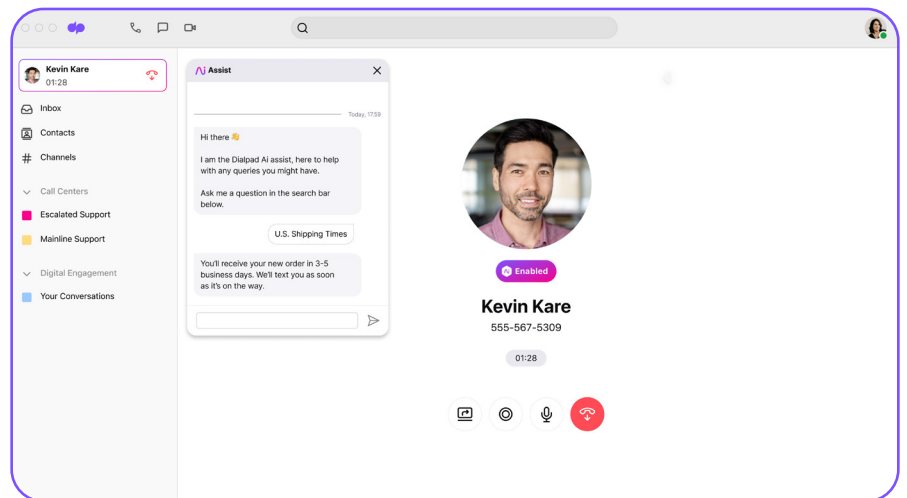 dp
Kevin Kare
01:28
Inbox
Contacts
Channels
Call Centers
Escalated Support
Mainline Support
Digital Engagement
Your Conversations
Ai Assist
Today, 17:58
Hi there 👋
I am the Dialpad Ai assist, here to help
with any queries you might have.
Ask me a question in the search bar
below.
U.S. Shipping Times
You'll receive your new order in 3-5
business days. We'll text you as soon
as it's on the way.
Enabled
Kevin Kare
555-567-5309
01:28